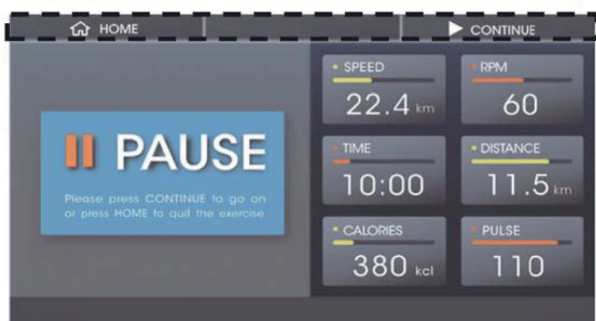 HOME
CONTINUE
PAUSE
Please press CONTINUE to go on
or press HOME to quit the exercise
SPEED
22.4 km
RPM
60
TIME
10:00
DISTANCE
11.5 km
CALORIES
380 kcl
PULSE
110